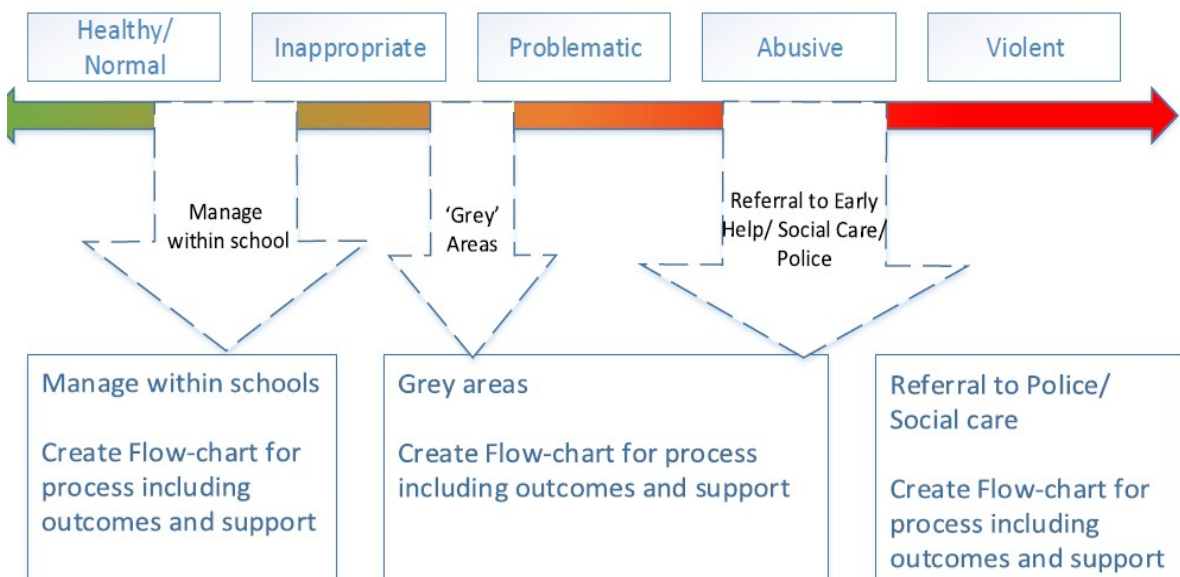 Healthy/
Normal
Inappropriate
Problematic
Abusive
Violent
Manage
within school
‘Grey’
Areas
Referral to Early
Help/ Social Care/
Police
Manage within schools
Create Flow-chart for
process including
outcomes and support
Grey areas
Create Flow-chart for process
including outcomes and support
Referral to Police/
Social care
Create Flow-chart for
process including
outcomes and support